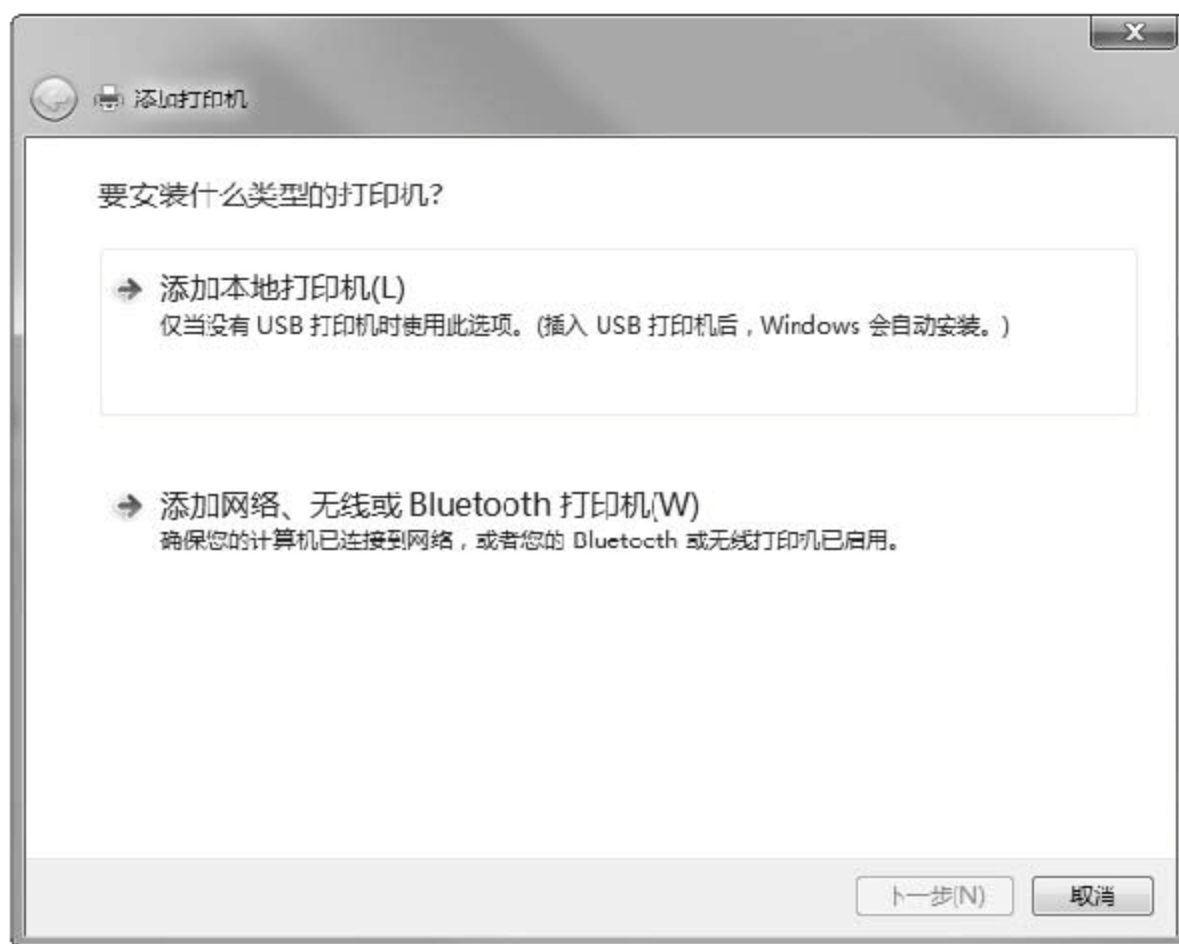 添加打印机
要安装什么类型的打印机?
添加本地打印机(L)
仅当没有 USB 打印机时使用此选项。(插入 USB 打印机后，Windows 会自动安装。)
添加网络、无线或 Bluetooth 打印机(W)
确保您的计算机已连接到网络，或者您的 Bluetooth 或无线打印机已启用。
下一步(N)
取消